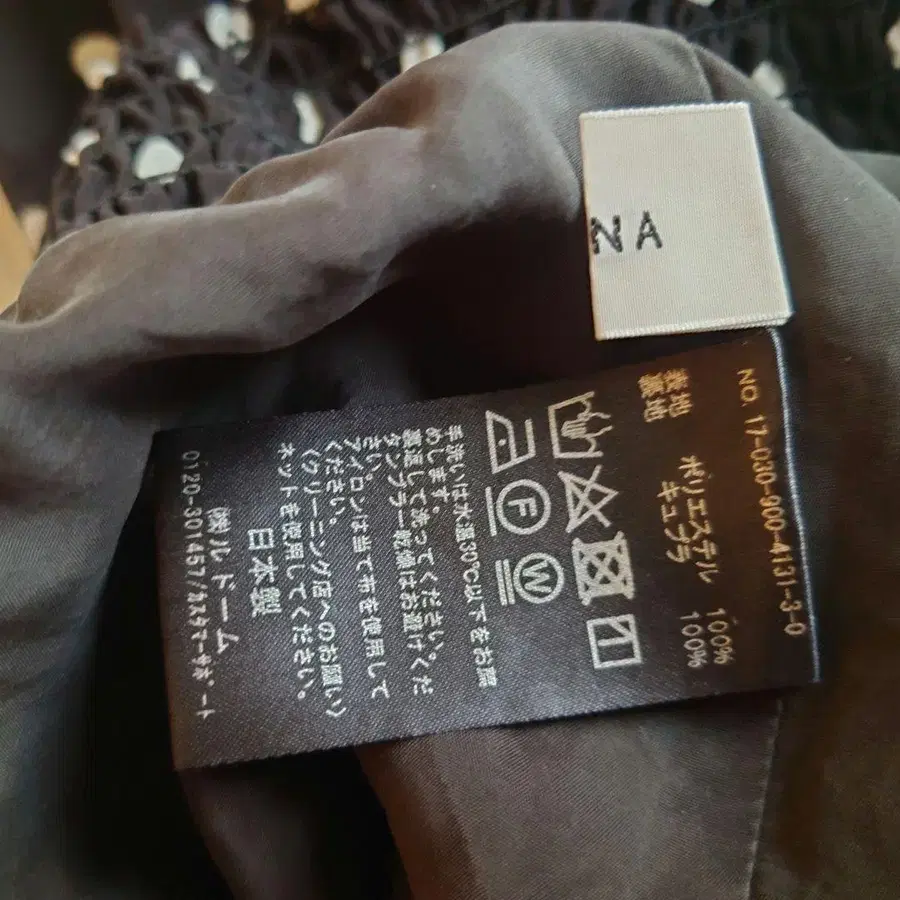 NA
NO. 17-030-900-4131-3-0
表地 ポリエステル 100%
裏地 キュプラ 100%
F
W
手洗いは水温30℃以下をお薦
めします。
裏返して洗ってください。
タンブラー乾燥はお避けくだ
さい。
アイロンは当て布を使用して
ください。
〈クリーニング店へのお願い〉
ネットを使用してください。
日本製
㈱ルドーム
0120-301457/カスタマーサポート